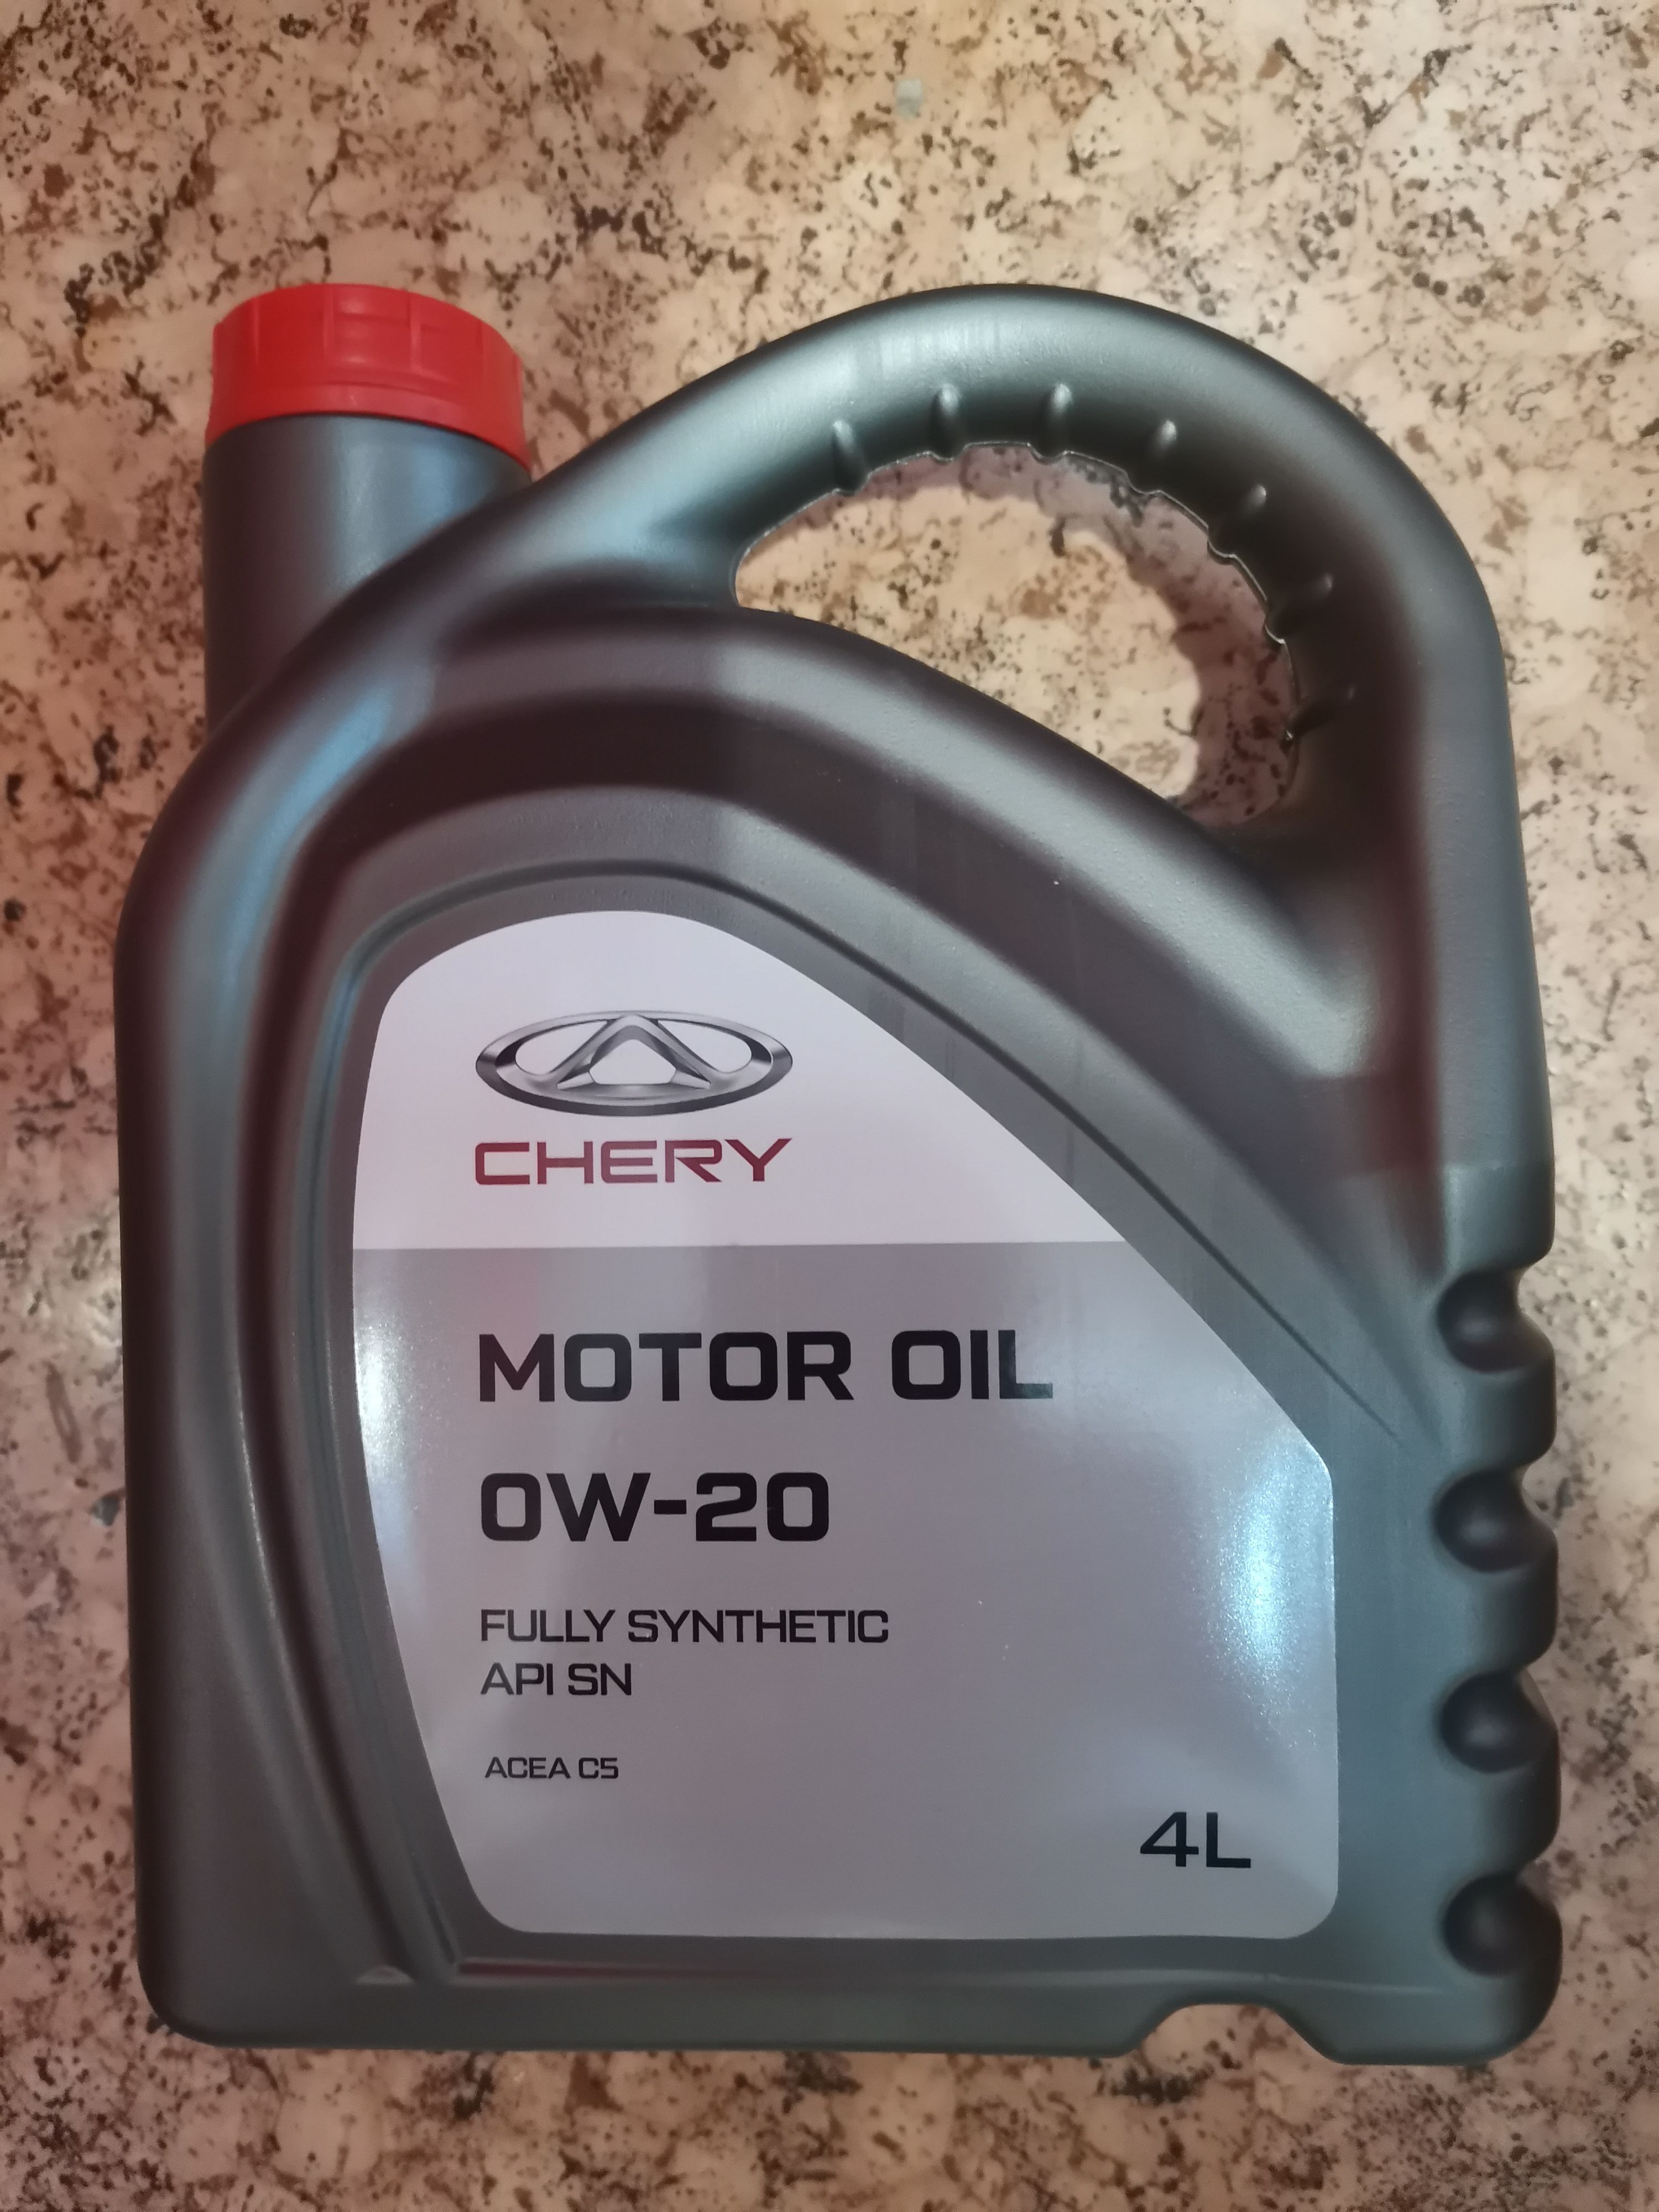 CHERY
MOTOR OIL
0W-20
FULLY SYNTHETIC
API SN
ACEA C5
4L